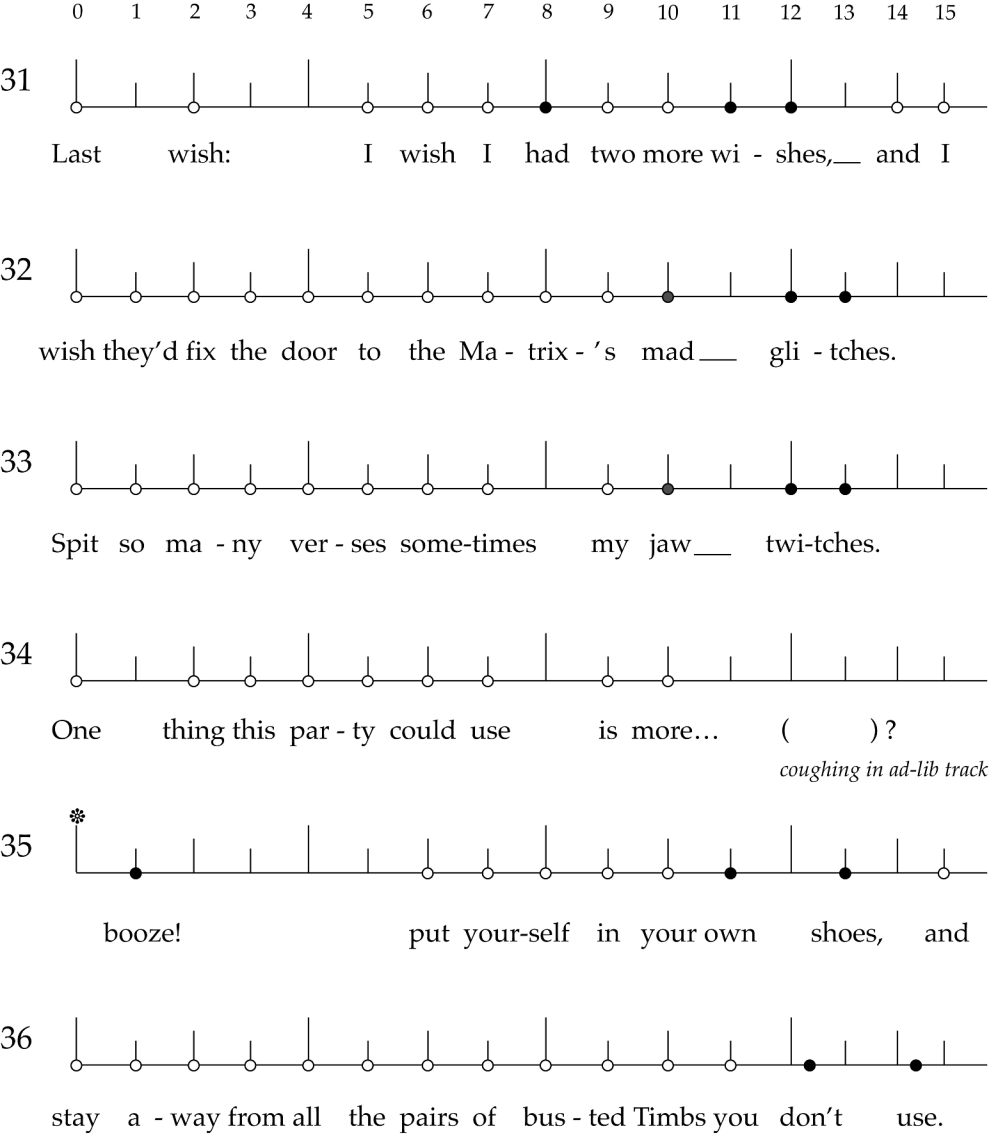 0 1 2 3 4 5 6 7 8 9 10 11 12 13 14 15
31
Last wish: I wish I had two more wi - shes,__ and I
32
wish they'd fix the door to the Ma - trix - 's mad __ gli - tches.
33
Spit so ma - ny ver - ses some-times my jaw__ twi-tches.
34
One thing this par - ty could use is more… ( ) ?
coughing in ad-lib track
35
booze! put your-self in your own shoes, and
36
stay a - way from all the pairs of bus - ted Timbs you don't use.